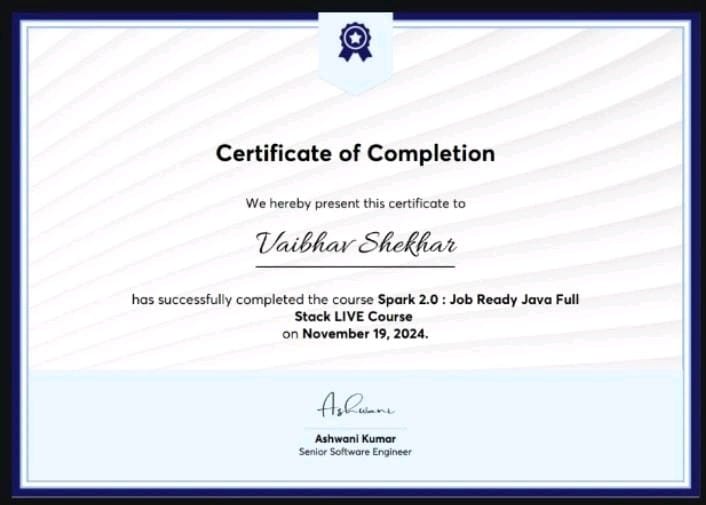 Certificate of Completion
We hereby present this certificate to
Vaibhav Shekhar
has successfully completed the course Spark 2.0 : Job Ready Java Full
Stack LIVE Course
on November 19, 2024.
Ashwani
Ashwani Kumar
Senior Software Engineer